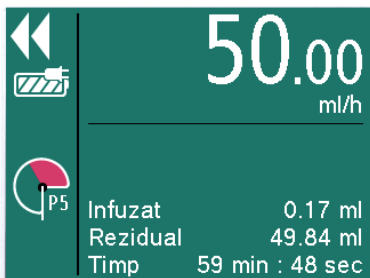 50.00
ml/h
P5
Infuzat 0.17 ml
Rezidual 49.84 ml
Timp 59 min : 48 sec